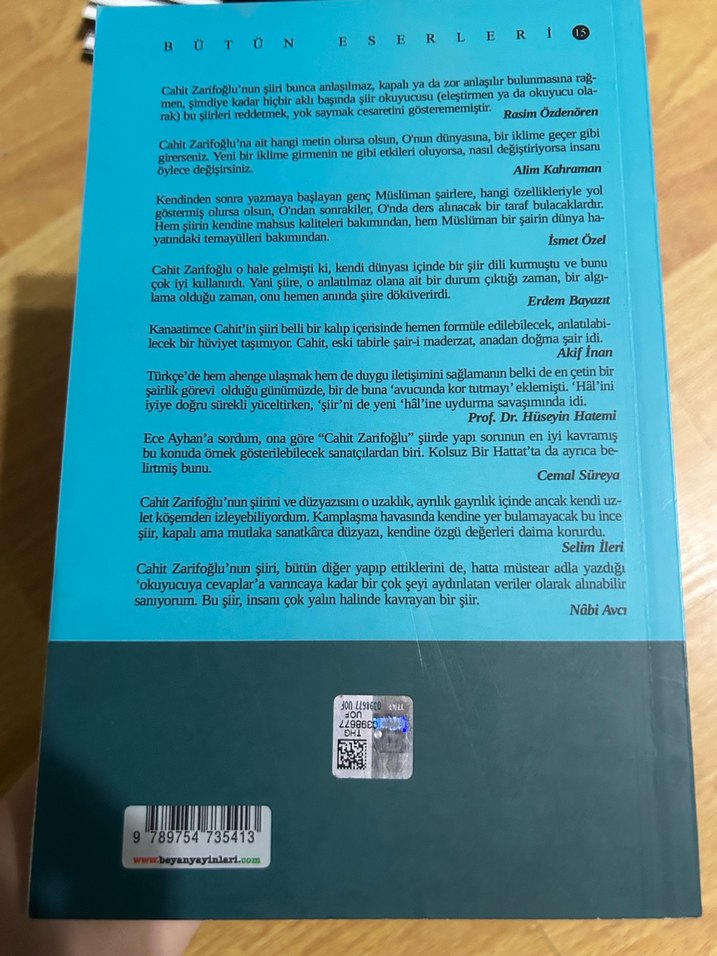 BÜTÜN ESERLERİ 15
Cahit Zarifoğlu'nun şiiri bunca anlaşılmaz, kapalı ya da zor anlaşılır bulunmasına rağ-
men, şimdiye kadar hiçbir aklı başında şiir okuyucusu (eleştirmen ya da okuyucu ola-
rak) bu şiirleri reddetmek, yok saymak cesaretini gösterememiştir.
Rasim Özdenören
Cahit Zarifoğlu'na ait hangi metin olursa olsun, O'nun dünyasına, bir iklime geçer gibi
girerseniz. Yeni bir iklime girmenin ne gibi etkileri oluyorsa, nasıl değiştiriyorsa insanı
öylece değişirsiniz.
Alim Kahraman
Kendinden sonra yazmaya başlayan genç Müslüman şairlere, hangi özellikleriyle yol
göstermiş olursa olsun, O'ndan sonrakiler, O'nda ders alınacak bir taraf bulacaklardır.
Hem şiirin kendine mahsus kaliteleri bakımından, hem Müslüman bir şairin dünya ha-
yatındaki temayülleri bakımından.
İsmet Özel
Cahit Zarifoğlu o hale gelmişti ki, kendi dünyası içinde bir şiir dili kurmuştu ve bunu
çok iyi kullanırdı. Yani şiire, o anlatılmaz olana ait bir durum çıktığı zaman, bir algı-
lama olduğu zaman, onu hemen anında şiire döküverirdi.
Erdem Bayazıt
Kanaatimce Cahit'in şiiri belli bir kalıp içerisinde hemen formüle edilebilecek, anlatılabi-
lecek bir hüviyet taşımıyor. Cahit, eski tabirle şair-i maderzat, anadan doğma şair idi.
Akif İnan
Türkçe'de hem ahenge ulaşmak hem de duygu iletişimini sağlamanın belki de en çetin bir
şairlik görevi olduğu günümüzde, bir de buna 'avucunda kor tutmayı' eklemişti. 'Hâl'ini
iyiye doğru sürekli yüceltirken, 'şiir'ni de yeni 'hâl'ine uydurma savaşımında idi.
Prof. Dr. Hüseyin Hatemi
Ece Ayhan'a sordum, ona göre "Cahit Zarifoğlu" şiirde yapı sorunun en iyi kavramış
bu konuda örnek gösterilebilecek sanatçılardan biri. Kolsuz Bir Hattat'ta da ayrıca be-
lirtmiş bunu.
Cemal Süreya
Cahit Zarifoğlu'nun şiirini ve düzyazısını o uzaklık, ayrılık gayrılık içinde ancak kendi uz-
let köşemden izleyebiliyordum. Kamplaşma havasında kendine yer bulamayacak bu ince
şiir, kapalı ama mutlaka sanatkârca düzyazı, kendine özgü değerleri daima korurdu.
Selim İleri
Cahit Zarifoğlu'nun şiiri, bütün diğer yapıp ettiklerini de, hatta müstear adla yazdığı
'okuyucuya cevaplar'a varıncaya kadar bir çok şeyi aydınlatan veriler olarak alınabilir
sanıyorum. Bu şiir, insanı çok yalın halinde kavrayan bir şiir.
Nâbi Avcı
THG
0398677
UOF
0398677 UOF
9 789754 735413
www.beyanyayinlari.com